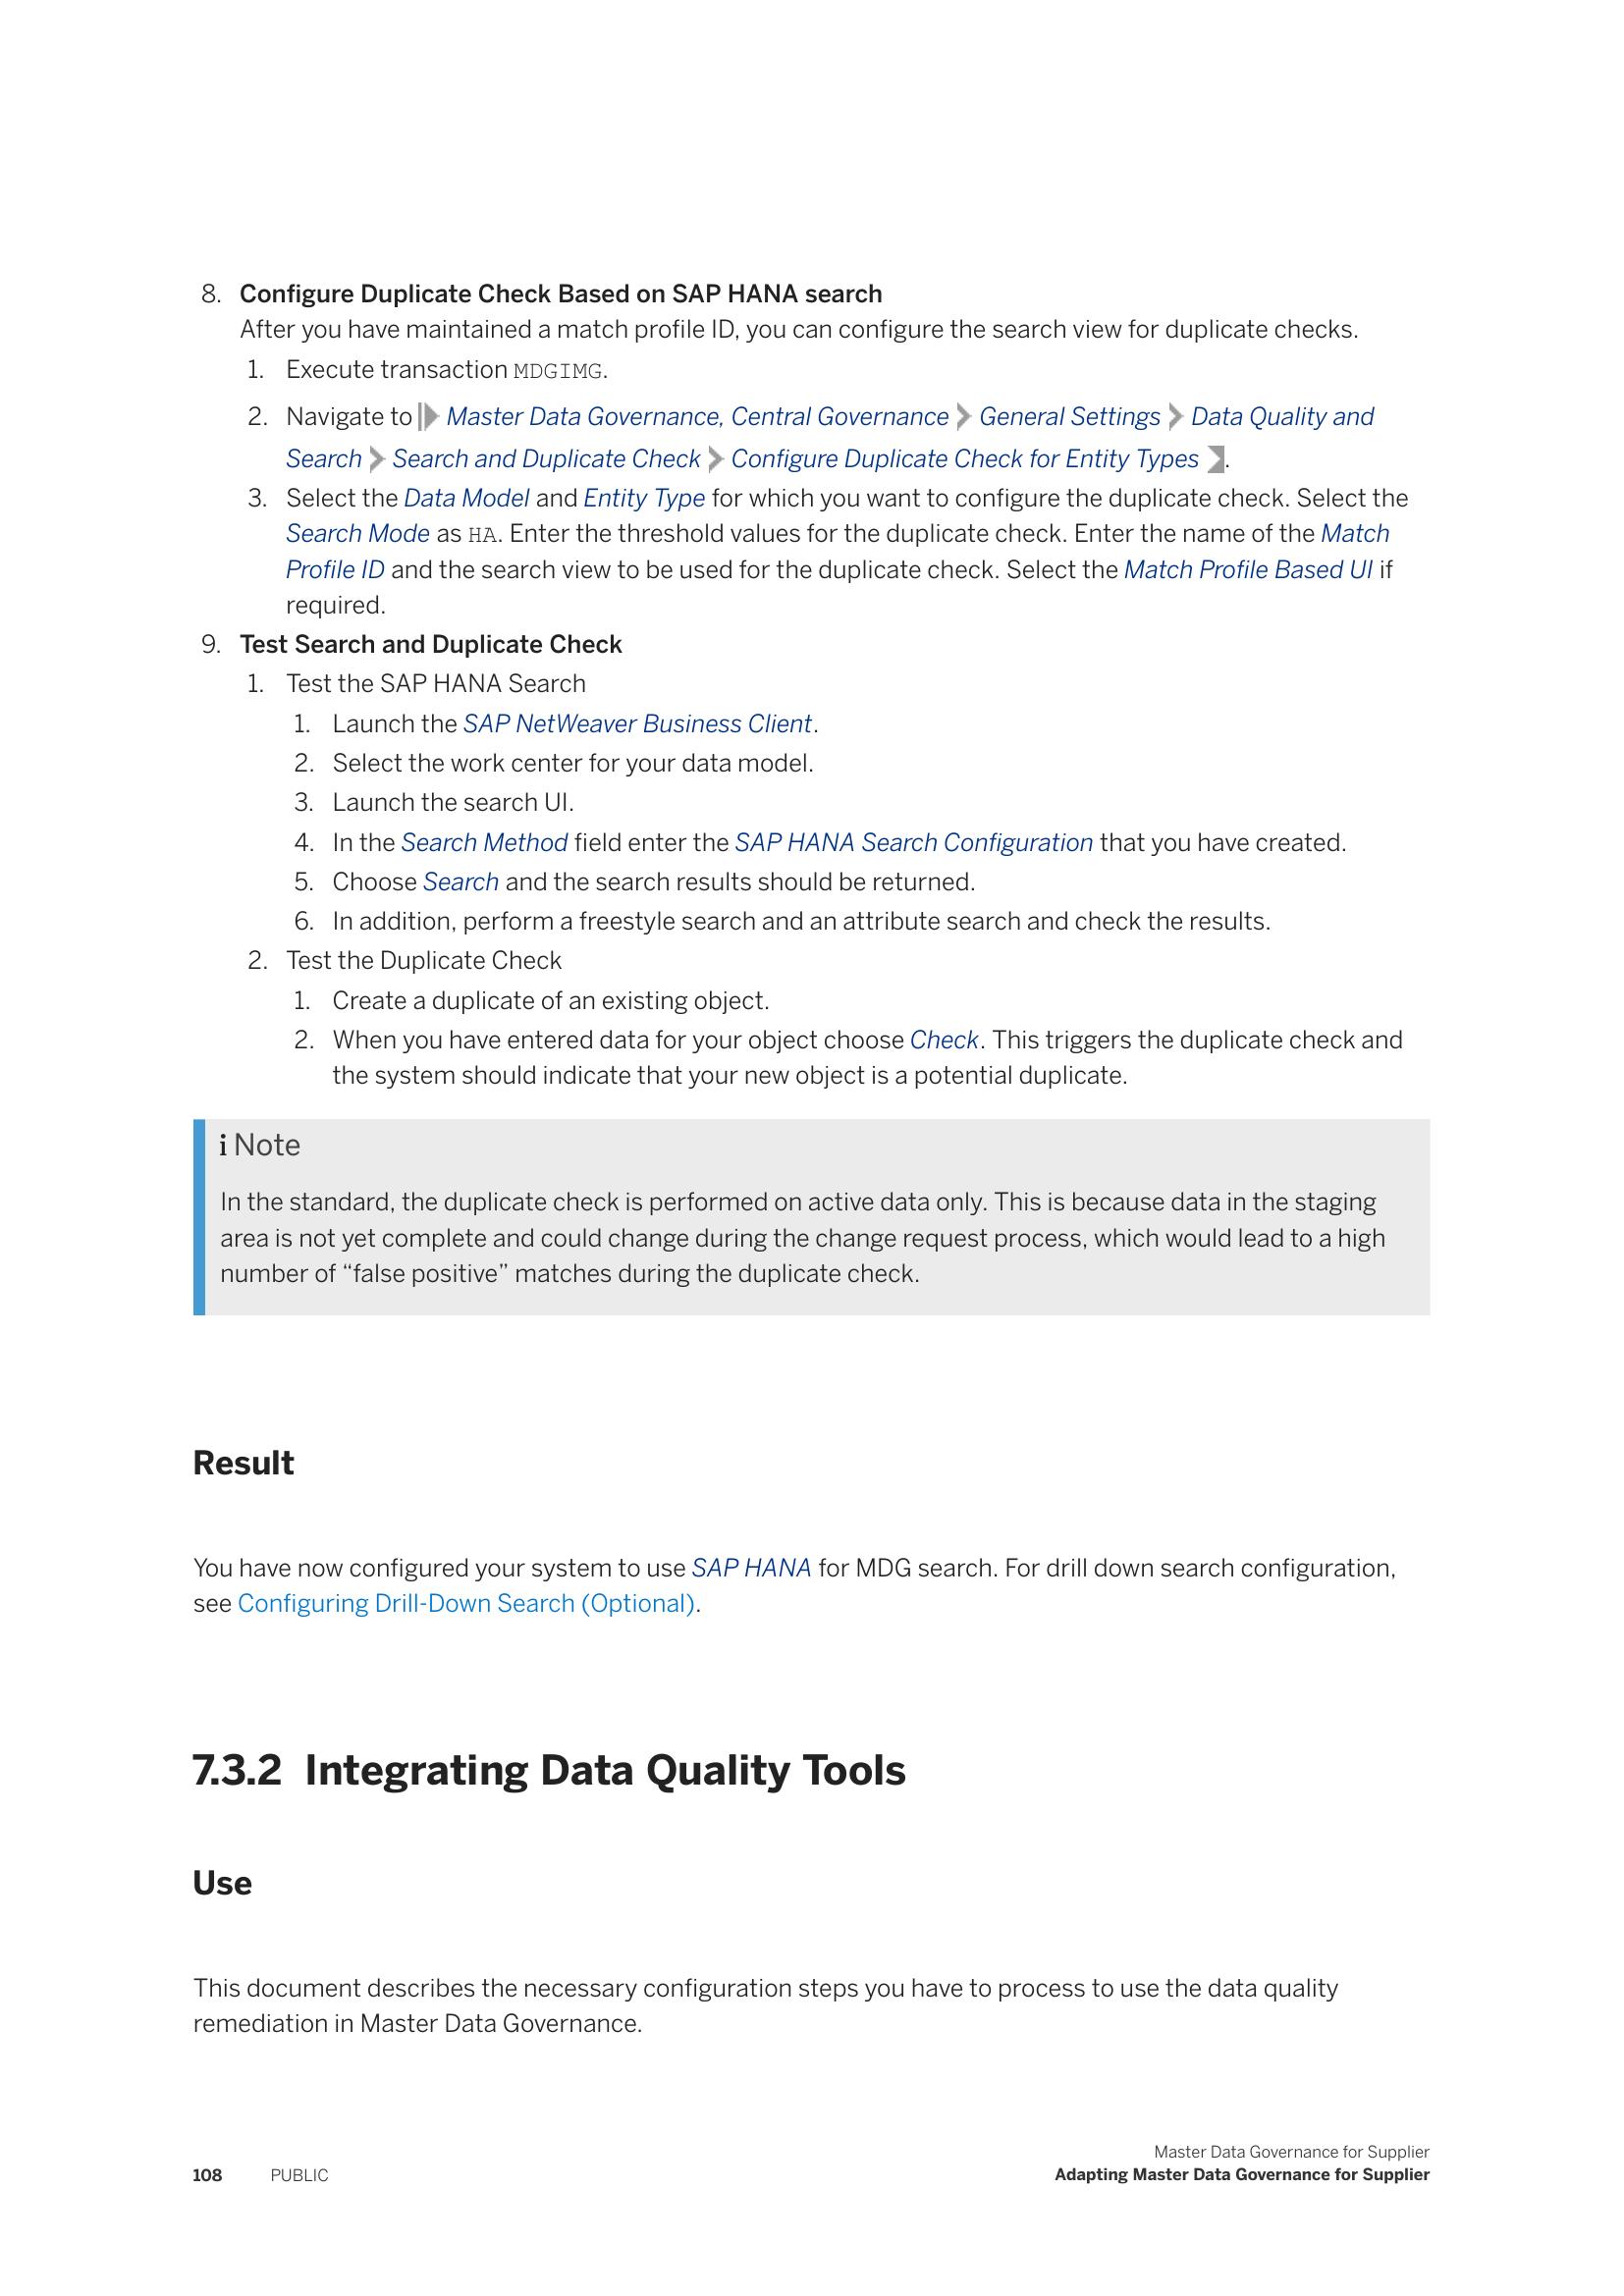 8. Configure Duplicate Check Based on SAP HANA search
After you have maintained a match profile ID, you can configure the search view for duplicate checks.
1. Execute transaction MDGIMG.
2. Navigate to Master Data Governance, Central Governance General Settings Data Quality and
Search Search and Duplicate Check Configure Duplicate Check for Entity Types .
3. Select the Data Model and Entity Type for which you want to configure the duplicate check. Select the
Search Mode as HA. Enter the threshold values for the duplicate check. Enter the name of the Match
Profile ID and the search view to be used for the duplicate check. Select the Match Profile Based UI if
required.
9. Test Search and Duplicate Check
1. Test the SAP HANA Search
1. Launch the SAP NetWeaver Business Client.
2. Select the work center for your data model.
3. Launch the search UI.
4. In the Search Method field enter the SAP HANA Search Configuration that you have created.
5. Choose Search and the search results should be returned.
6. In addition, perform a freestyle search and an attribute search and check the results.
2. Test the Duplicate Check
1. Create a duplicate of an existing object.
2. When you have entered data for your object choose Check. This triggers the duplicate check and
the system should indicate that your new object is a potential duplicate.
i Note
In the standard, the duplicate check is performed on active data only. This is because data in the staging
area is not yet complete and could change during the change request process, which would lead to a high
number of “false positive” matches during the duplicate check.
Result
You have now configured your system to use SAP HANA for MDG search. For drill down search configuration,
see Configuring Drill-Down Search (Optional).
7.3.2 Integrating Data Quality Tools
Use
This document describes the necessary configuration steps you have to process to use the data quality
remediation in Master Data Governance.
Master Data Governance for Supplier
108 PUBLIC Adapting Master Data Governance for Supplier